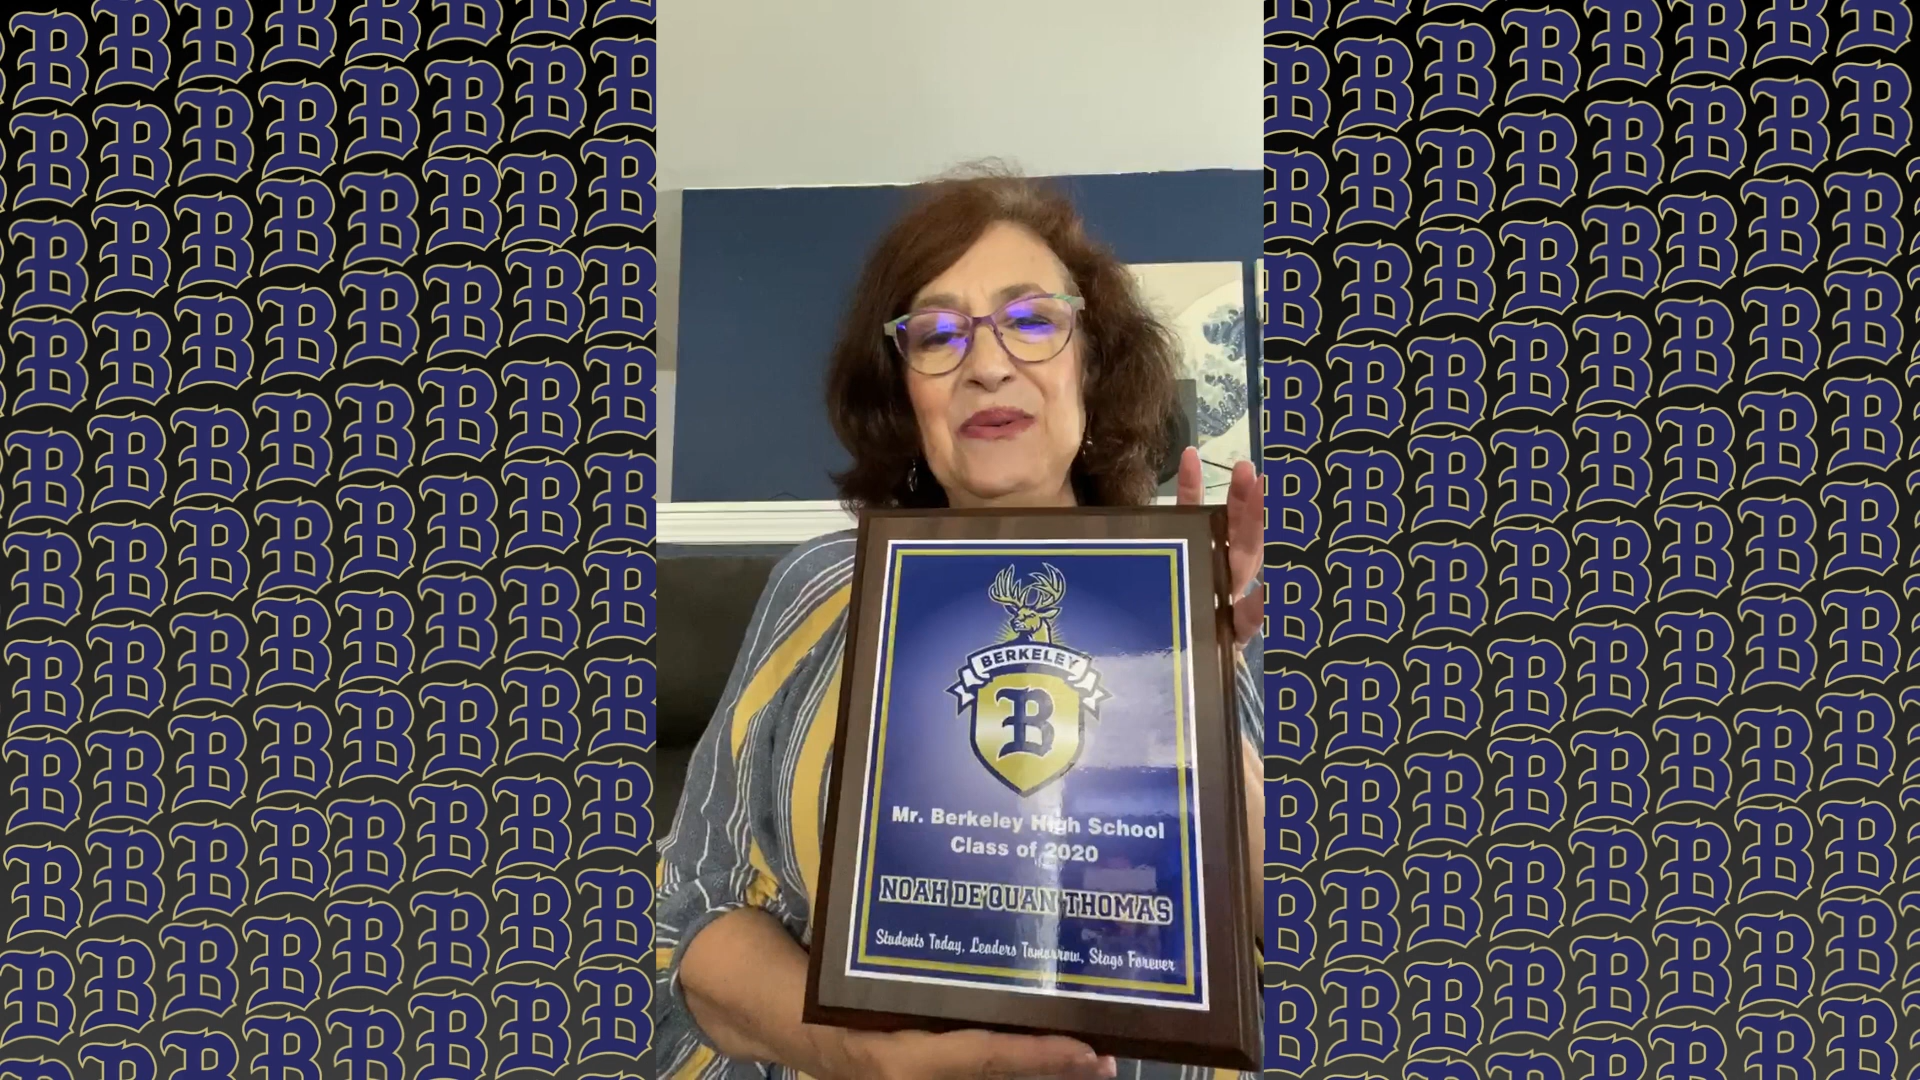 BERKELEY
B
Mr. Berkeley High School
Class of 2020
NOAH DE'QUAN THOMAS
Students Today, Leaders Tomorrow, Stags Forever